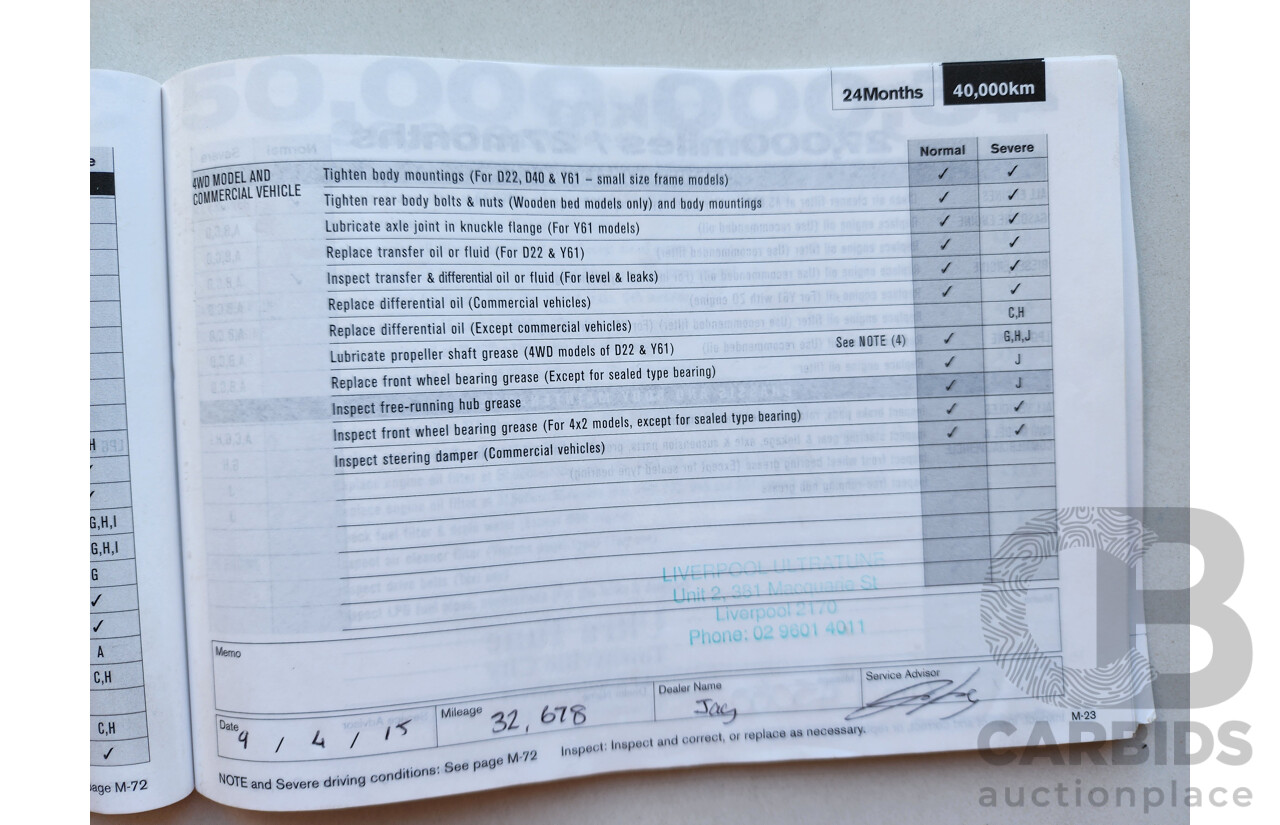 24Months 40,000km
Normal Severe
4WD MODEL AND
COMMERCIAL VEHICLE
Tighten body mountings (For D22, D40 & Y61 – small size frame models) ✓ ✓
Tighten rear body bolts & nuts (Wooden bed models only) and body mountings ✓ ✓
Lubricate axle joint in knuckle flange (For Y61 models) ✓ ✓
Replace transfer oil or fluid (For D22 & Y61) ✓ ✓
Inspect transfer & differential oil or fluid (For level & leaks) ✓ ✓
Replace differential oil (Commercial vehicles) ✓ ✓
Replace differential oil (Except commercial vehicles) C,H
Lubricate propeller shaft grease (4WD models of D22 & Y61) See NOTE (4) ✓ G,H,J
Replace front wheel bearing grease (Except for sealed type bearing) ✓ J
Inspect free-running hub grease ✓ J
Inspect front wheel bearing grease (For 4x2 models, except for sealed type bearing) ✓ ✓
Inspect steering damper (Commercial vehicles) ✓ ✓
LIVERPOOL ULTRATUNE
Unit 2, 381 Macquarie St
Liverpool 2170
Phone: 02 9601 4011
Memo
Date 9 / 4 / 15
Mileage 32,678
Dealer Name Jay
Service Advisor
M-23
NOTE and Severe driving conditions: See page M-72 Inspect: Inspect and correct, or replace as necessary.
e
H
✓
✓
G,H,I
G,H,I
G
✓
✓
A
C,H
C,H
✓
age M-72
CB
CARBIDS
auctionplace